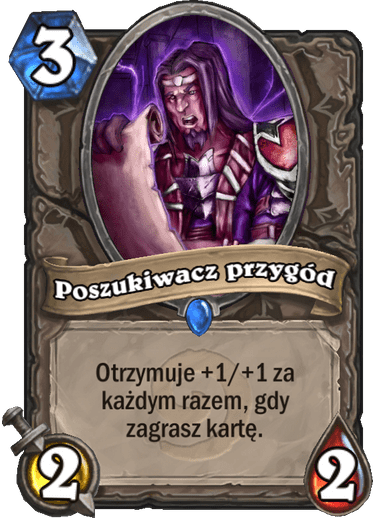 3
Poszukiwacz przygód
Otrzymuje +1/+1 za
każdym razem, gdy
zagrasz kartę.
2
2